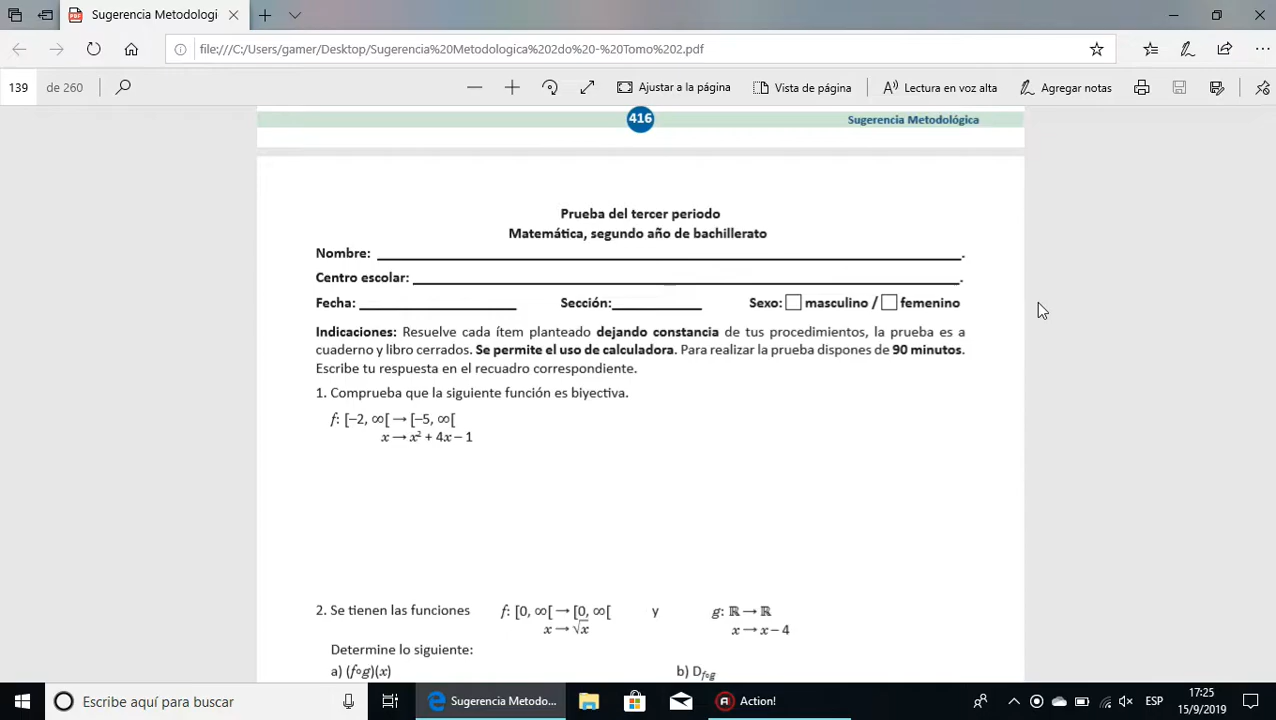 Sugerencia Metodologi
file:///C:/Users/gamer/Desktop/Sugerencia%20Metodologica%202do%20-%20Tomo%202.pdf
139 de 260
Ajustar a la página
Vista de página
Lectura en voz alta
Agregar notas
416
Sugerencia Metodológica
Prueba del tercer periodo
Matemática, segundo año de bachillerato
Nombre: .
Centro escolar: .
Fecha: Sección: Sexo: masculino / femenino
Indicaciones: Resuelve cada ítem planteado dejando constancia de tus procedimientos, la prueba es a
cuaderno y libro cerrados. Se permite el uso de calculadora. Para realizar la prueba dispones de 90 minutos.
Escribe tu respuesta en el recuadro correspondiente.
1. Comprueba que la siguiente función es biyectiva.
f: [–2, ∞[ → [–5, ∞[
x → x² + 4x – 1
2. Se tienen las funciones f: [0, ∞[ → [0, ∞[ y g: ℝ → ℝ
x → √x x → x – 4
Determine lo siguiente:
a) (f∘g)(x) b) D_f∘g
Escribe aquí para buscar
Sugerencia Metodo...
Action!
ESP
17:25
15/9/2019